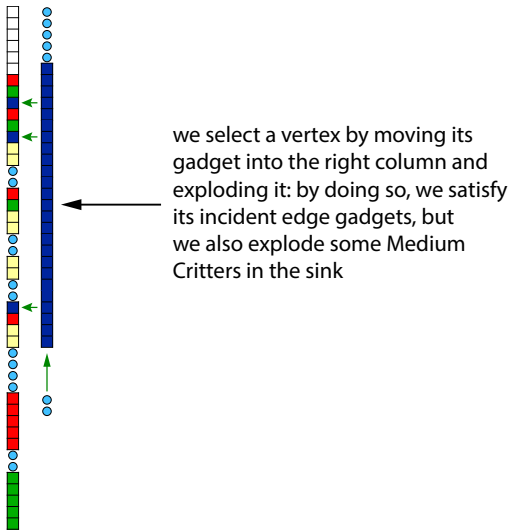 we select a vertex by moving its
gadget into the right column and
exploding it: by doing so, we satisfy
its incident edge gadgets, but
we also explode some Medium
Critters in the sink